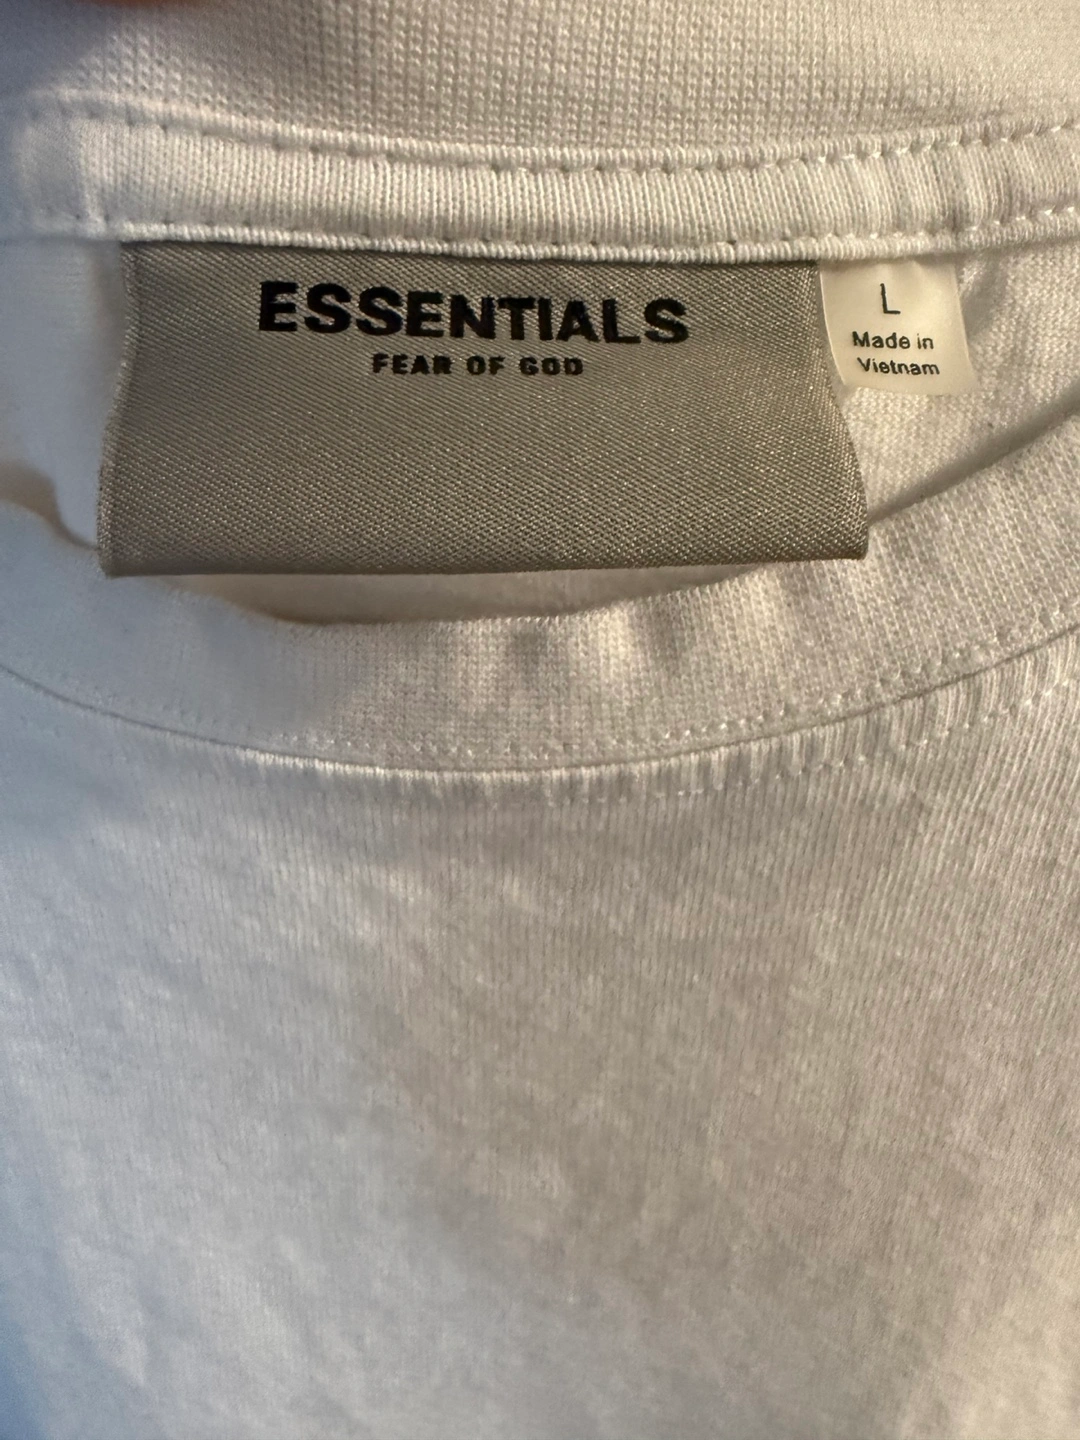 ESSENTIALS
FEAR OF GOD
L
Made in
Vietnam